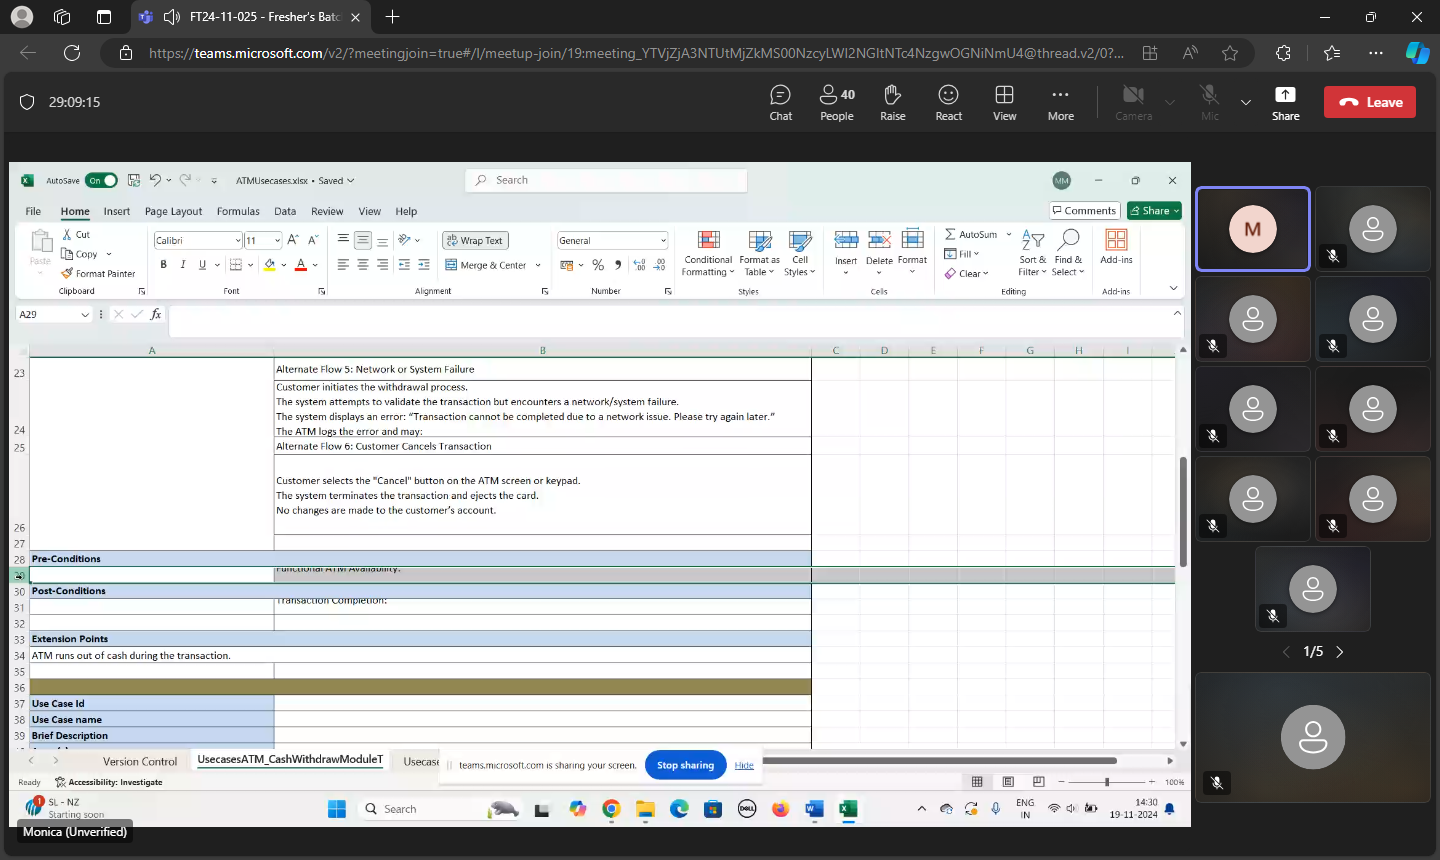 FT24-11-025 - Fresher's Batc
https://teams.microsoft.com/v2/?meetingjoin=true#/l/meetup-join/19:meeting_YTVjZjA3NTUtMjZkMS00NzcyLWI2NGItNTc4NzgwOGNiNmU4@thread.v2/0?...
29:09:15
Chat
40
People
Raise
React
View
More
Camera
Mic
Share
Leave
AutoSave On
ATMUsecases.xlsx • Saved
Search
MM
File Home Insert Page Layout Formulas Data Review View Help
Comments
Share
Paste
Cut
Copy
Format Painter
Clipboard
Calibri 11
B I U
Font
Wrap Text
Merge & Center
Alignment
General
Number
Conditional Formatting
Format as Table
Cell Styles
Styles
Insert
Delete
Format
Cells
AutoSum
Fill
Clear
Sort & Filter
Find & Select
Editing
Add-ins
Add-ins
A29
fx
A B C D E F G H I
23 Alternate Flow 5: Network or System Failure
Customer initiates the withdrawal process.
The system attempts to validate the transaction but encounters a network/system failure.
The system displays an error: “Transaction cannot be completed due to a network issue. Please try again later.”
24 The ATM logs the error and may:
25 Alternate Flow 6: Customer Cancels Transaction
Customer selects the "Cancel" button on the ATM screen or keypad.
The system terminates the transaction and ejects the card.
No changes are made to the customer’s account.
26
27
28 Pre-Conditions
29 Functional ATM Availability:
30 Post-Conditions
31 Transaction Completion:
32
33 Extension Points
34 ATM runs out of cash during the transaction.
35
36
37 Use Case Id
38 Use Case name
39 Brief Description
Version Control
UsecasesATM_CashWithdrawModuleT
Usecase
teams.microsoft.com is sharing your screen.
Stop sharing
Hide
Ready
Accessibility: Investigate
100%
1
SL - NZ
Starting soon
Search
DELL
ENG
IN
14:30
19-11-2024
Monica (Unverified)
M
1/5